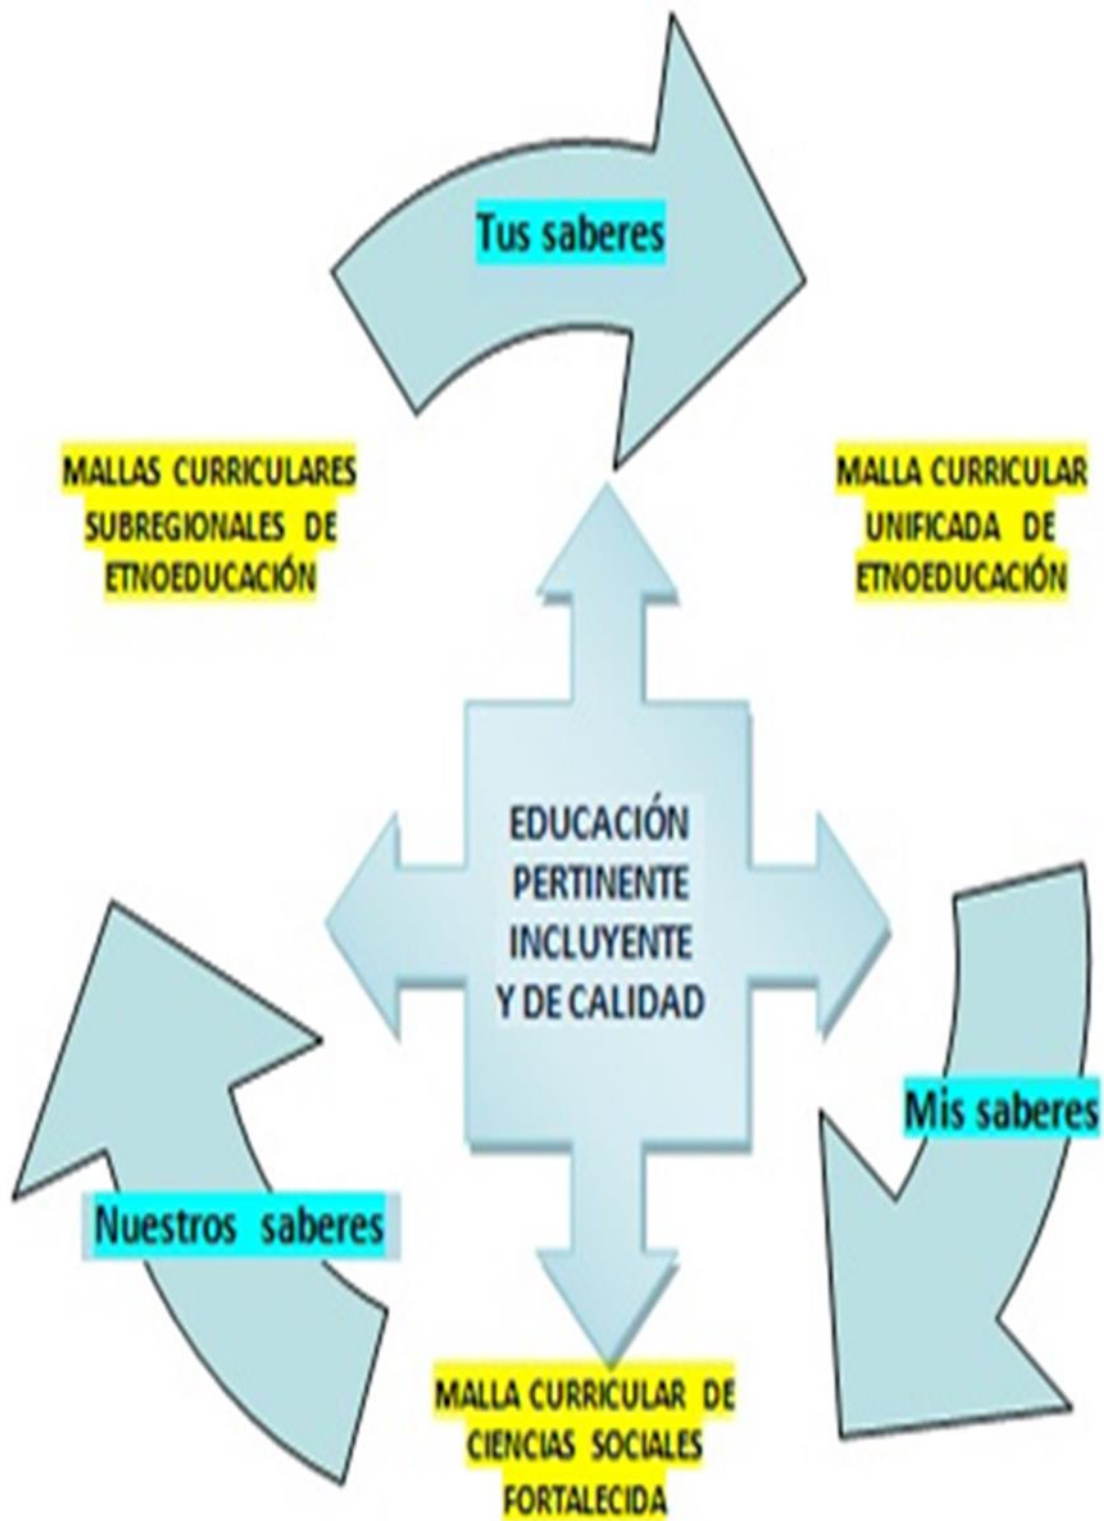 Tus saberes
MALLAS CURRICULARES
SUBREGIONALES DE
ETNOEDUCACIÓN
MALLA CURRICULAR
UNIFICADA DE
ETNOEDUCACIÓN
EDUCACIÓN
PERTINENTE
INCLUYENTE
Y DE CALIDAD
Mis saberes
Nuestros saberes
MALLA CURRICULAR DE
CIENCIAS SOCIALES
FORTALECIDA